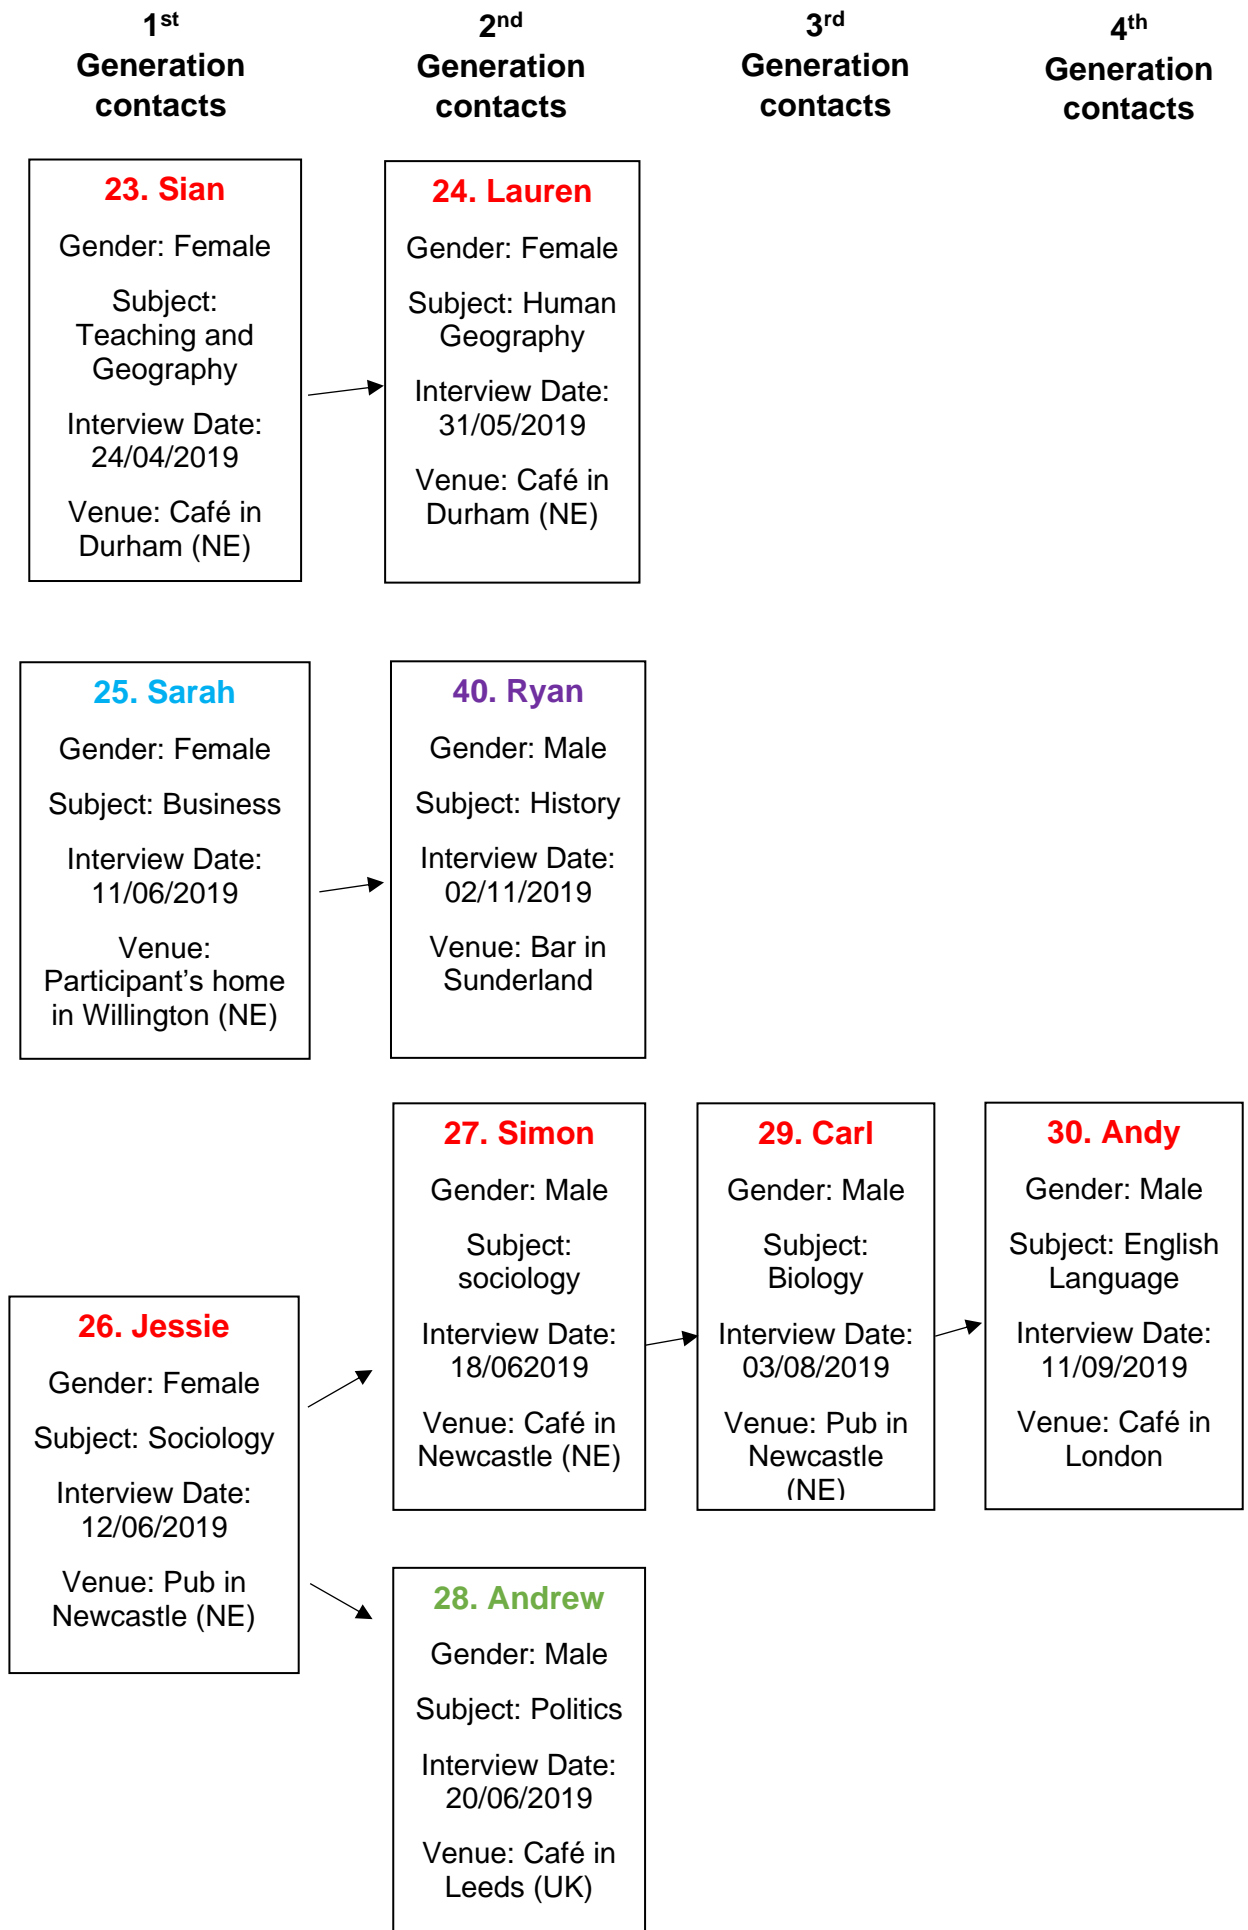 1st
Generation
contacts
2nd
Generation
contacts
3rd
Generation
contacts
4th
Generation
contacts
23. Sian
Gender: Female
Subject:
Teaching and
Geography
Interview Date:
24/04/2019
Venue: Café in
Durham (NE)
24. Lauren
Gender: Female
Subject: Human
Geography
Interview Date:
31/05/2019
Venue: Café in
Durham (NE)
25. Sarah
Gender: Female
Subject: Business
Interview Date:
11/06/2019
Venue:
Participant’s home
in Willington (NE)
40. Ryan
Gender: Male
Subject: History
Interview Date:
02/11/2019
Venue: Bar in
Sunderland
26. Jessie
Gender: Female
Subject: Sociology
Interview Date:
12/06/2019
Venue: Pub in
Newcastle (NE)
27. Simon
Gender: Male
Subject:
sociology
Interview Date:
18/062019
Venue: Café in
Newcastle (NE)
29. Carl
Gender: Male
Subject:
Biology
Interview Date:
03/08/2019
Venue: Pub in
Newcastle
(NE)
30. Andy
Gender: Male
Subject: English
Language
Interview Date:
11/09/2019
Venue: Café in
London
28. Andrew
Gender: Male
Subject: Politics
Interview Date:
20/06/2019
Venue: Café in
Leeds (UK)